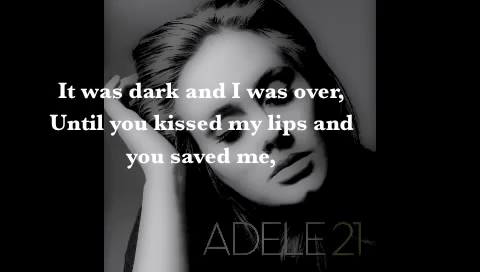 It was dark and I was over,
Until you kissed my lips and
you saved me,
ADELE 21